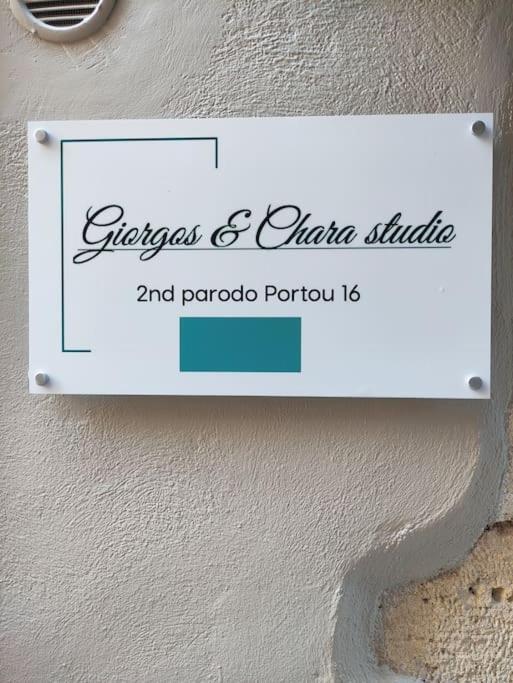 Giorgos & Chara studio
2nd parodo Portou 16